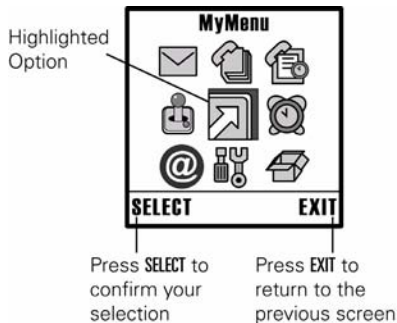 MyMenu
Highlighted
Option
@
SELECT EXIT
Press SELECT to
confirm your
selection
Press EXIT to
return to the
previous screen